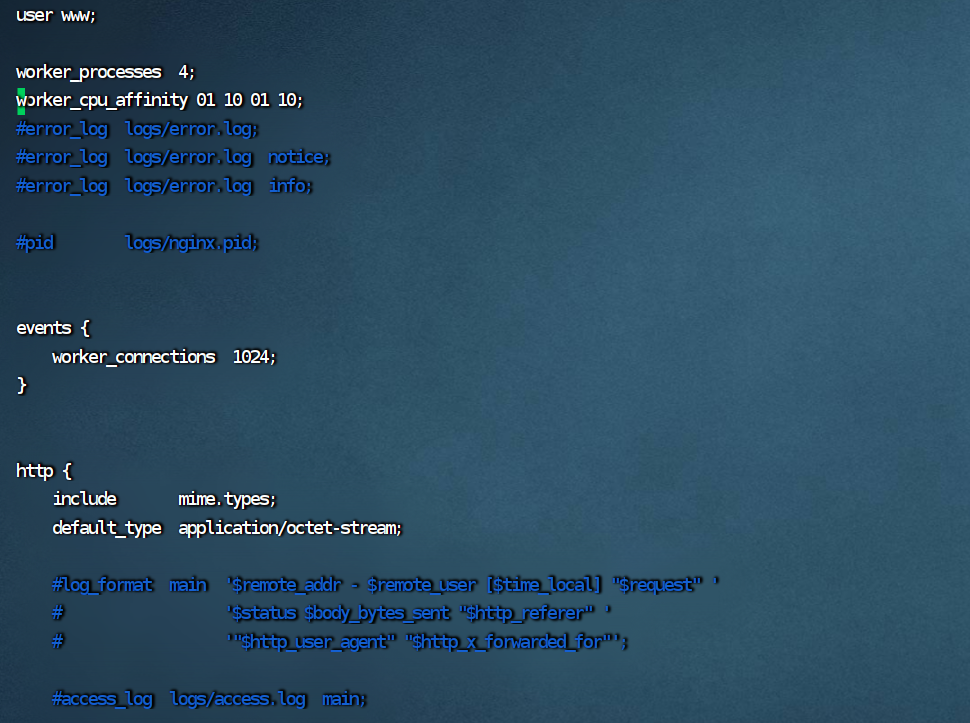 user www;
worker_processes  4;
worker_cpu_affinity 01 10 01 10;
#error_log  logs/error.log;
#error_log  logs/error.log  notice;
#error_log  logs/error.log  info;
#pid        logs/nginx.pid;
events {
    worker_connections  1024;
}
http {
    include       mime.types;
    default_type  application/octet-stream;
    #log_format  main  '$remote_addr - $remote_user [$time_local] "$request" '
    #                  '$status $body_bytes_sent "$http_referer" '
    #                  '"$http_user_agent" "$http_x_forwarded_for"';
    #access_log  logs/access.log  main;